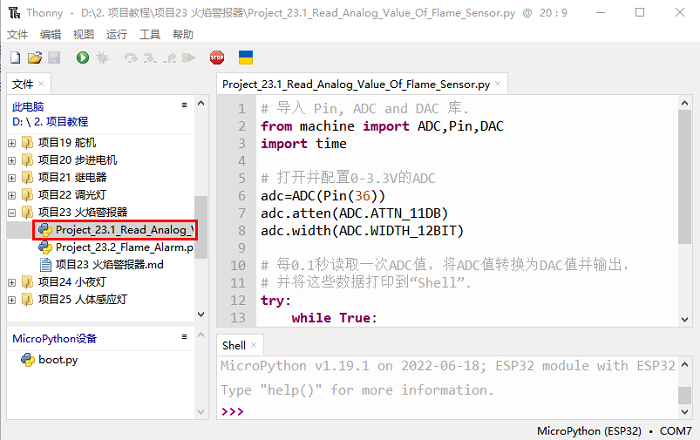 Thonny - D:\2. 项目教程\项目23 火焰警报器\Project_23.1_Read_Analog_Value_Of_Flame_Sensor.py @ 20 : 9
文件 编辑 视图 运行 工具 帮助
文件 ×
此电脑
D: \ 2. 项目教程
项目19 舵机
项目20 步进电机
项目21 继电器
项目22 调光灯
项目23 火焰警报器
Project_23.1_Read_Analog_V
Project_23.2_Flame_Alarm.p
项目23 火焰警报器.md
项目24 小夜灯
项目25 人体感应灯
MicroPython设备
boot.py
Project_23.1_Read_Analog_Value_Of_Flame_Sensor.py ×
1 # 导入 Pin, ADC and DAC 库.
2 from machine import ADC,Pin,DAC
3 import time
4
5 # 打开并配置0-3.3V的ADC
6 adc=ADC(Pin(36))
7 adc.atten(ADC.ATTN_11DB)
8 adc.width(ADC.WIDTH_12BIT)
9
10 # 每0.1秒读取一次ADC值，将ADC值转换为DAC值并输出，
11 # 并将这些数据打印到“Shell”.
12 try:
13 while True:
Shell ×
MicroPython v1.19.1 on 2022-06-18; ESP32 module with ESP32
Type "help()" for more information.
>>>
MicroPython (ESP32) • COM7